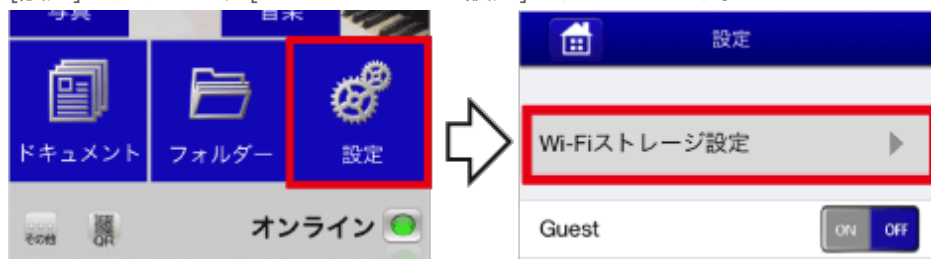 写真
音楽
ドキュメント
フォルダー
設定
その他
QR
オンライン
設定
Wi-Fiストレージ設定
Guest
ON
OFF